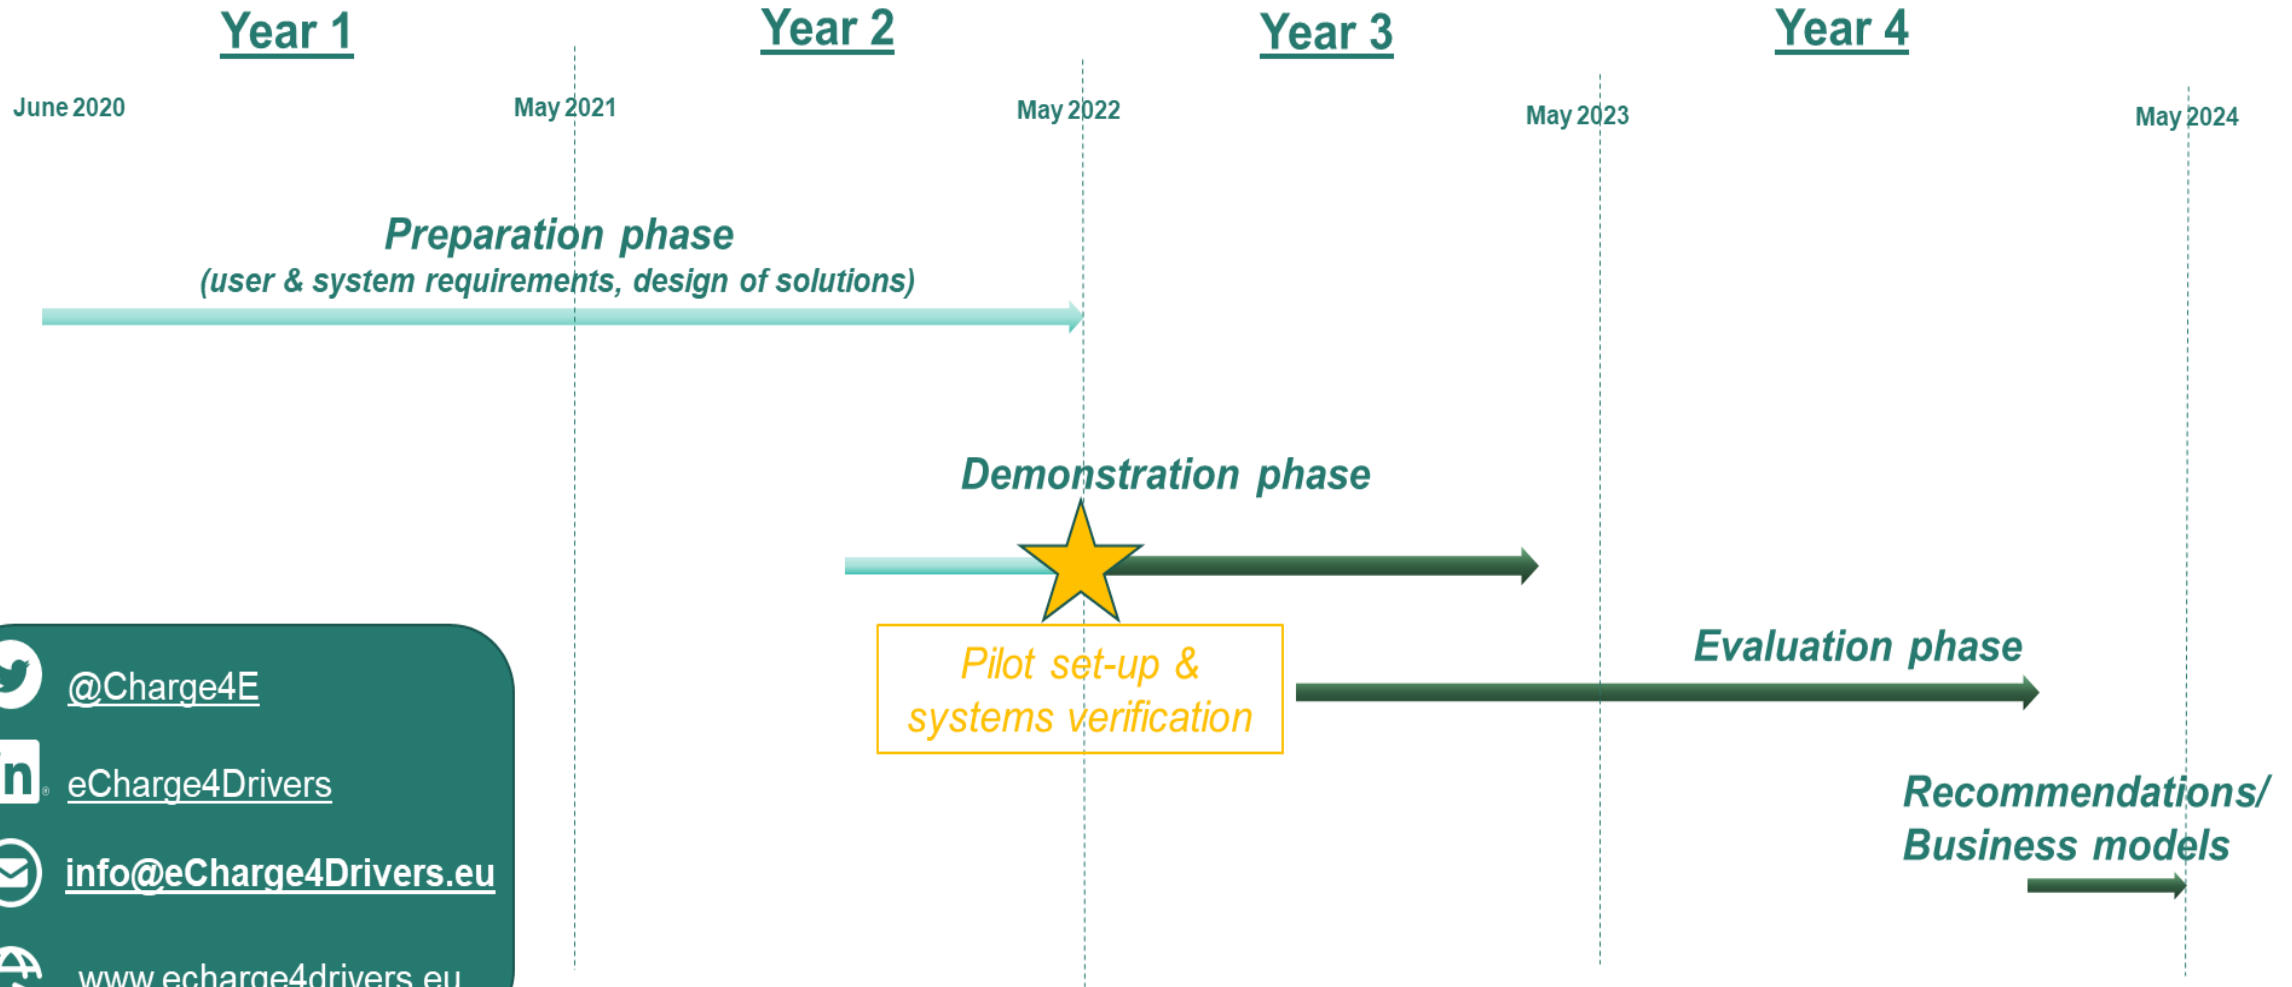 Year 1
Year 2
Year 3
Year 4
June 2020
May 2021
May 2022
May 2023
May 2024
Preparation phase
(user & system requirements, design of solutions)
Demonstration phase
Pilot set-up &
systems verification
Evaluation phase
Recommendations/
Business models
@Charge4E
in
eCharge4Drivers
info@eCharge4Drivers.eu
www.echarge4drivers.eu